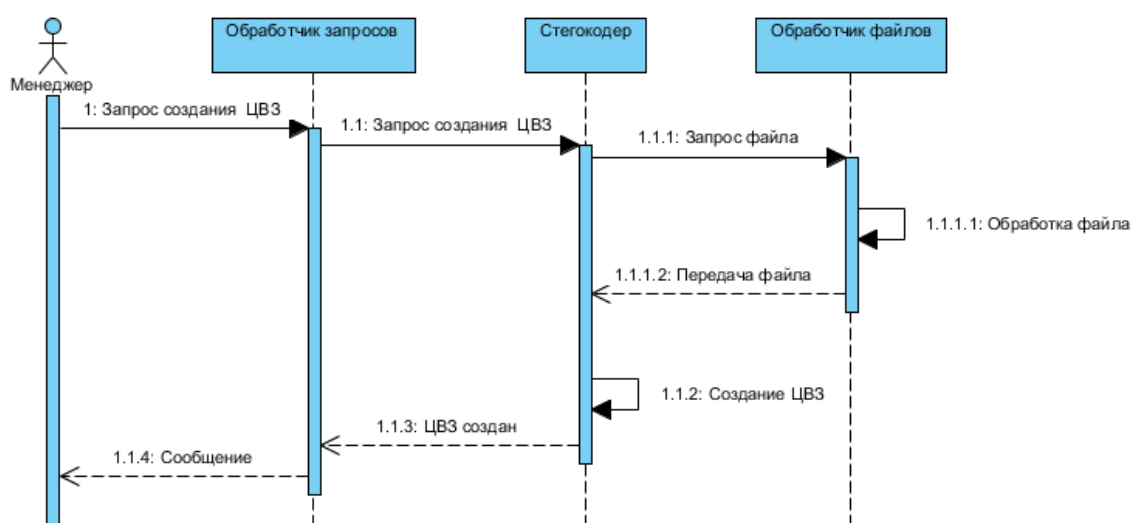 Обработчик запросов
Стегокодер
Обработчик файлов
Менеджер
1: Запрос создания ЦВЗ
1.1: Запрос создания ЦВЗ
1.1.1: Запрос файла
1.1.1.1: Обработка файла
1.1.1.2: Передача файла
1.1.2: Создание ЦВЗ
1.1.3: ЦВЗ создан
1.1.4: Сообщение